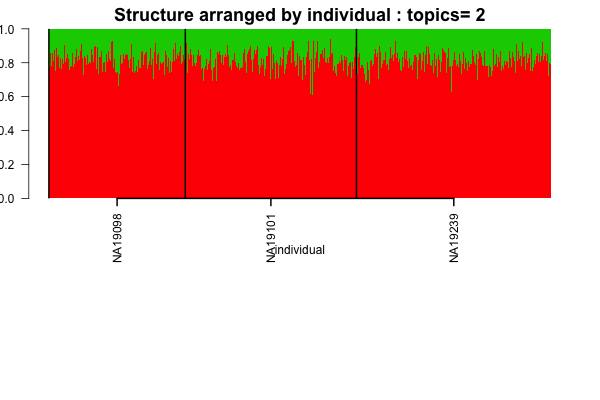 Structure arranged by individual : topics= 2
1.0
0.8
0.6
0.4
0.2
0.0
NA19098
NA19101
NA19239
individual